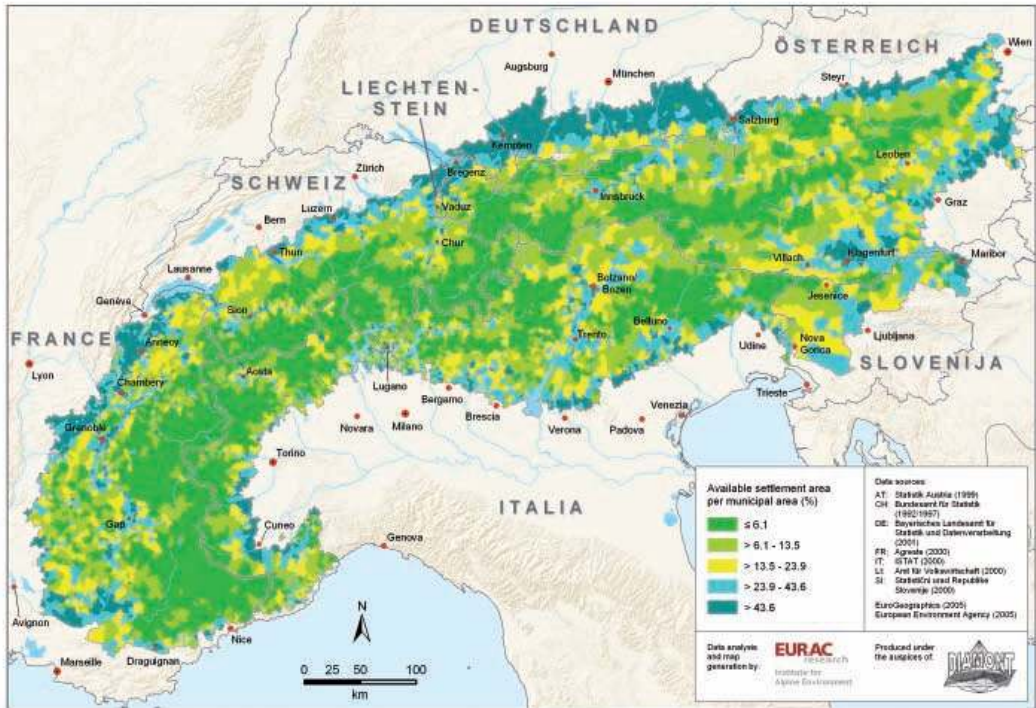 DEUTSCHLAND
Wien
ÖSTERREICH
Augsburg
München
Steyr
LIECHTEN-
STEIN
Salzburg
Kempten
Leoben
Bregenz
Zürich
Innsbruck
SCHWEIZ
Vaduz
Luzern
Graz
Bern
Chur
Thun
Villach
Klagenfurt
Maribor
Lausanne
Bolzano/
Bozen
Jesenice
Genève
Sion
Belluno
Trento
Udine
Nova
Gorica
Ljubljana
FRANCE
Annecy
SLOVENIJA
Lyon
Chambery
Aosta
Lugano
Bergamo
Trieste
Brescia
Venezia
Novara
Milano
Verona
Padova
Grenoble
Torino
ITALIA
Gap
Cuneo
Genova
Avignon
Nice
Marseille
Draguignan
N
0 25 50 100
km
Available settlement area
per municipal area (%)
≤ 6.1
> 6.1 - 13.5
> 13.5 - 23.9
> 23.9 - 43.6
> 43.6
Data sources:
AT: Statistik Austria (1999)
CH: Bundesamt für Statistik
(1992/1997)
DE: Bayerisches Landesamt für
Statistik und Datenverarbeitung
(2001)
FR: Agreste (2000)
IT: ISTAT (2000)
LI: Amt für Volkswirtschaft (2000)
SI: Statistični urad Republike
Slovenije (2000)
EuroGeographics (2005)
European Environment Agency (2005)
Data analysis
and map
generation by:
EURAC
research
Institute for
Alpine Environment
Produced under
the auspices of:
DIAMONT